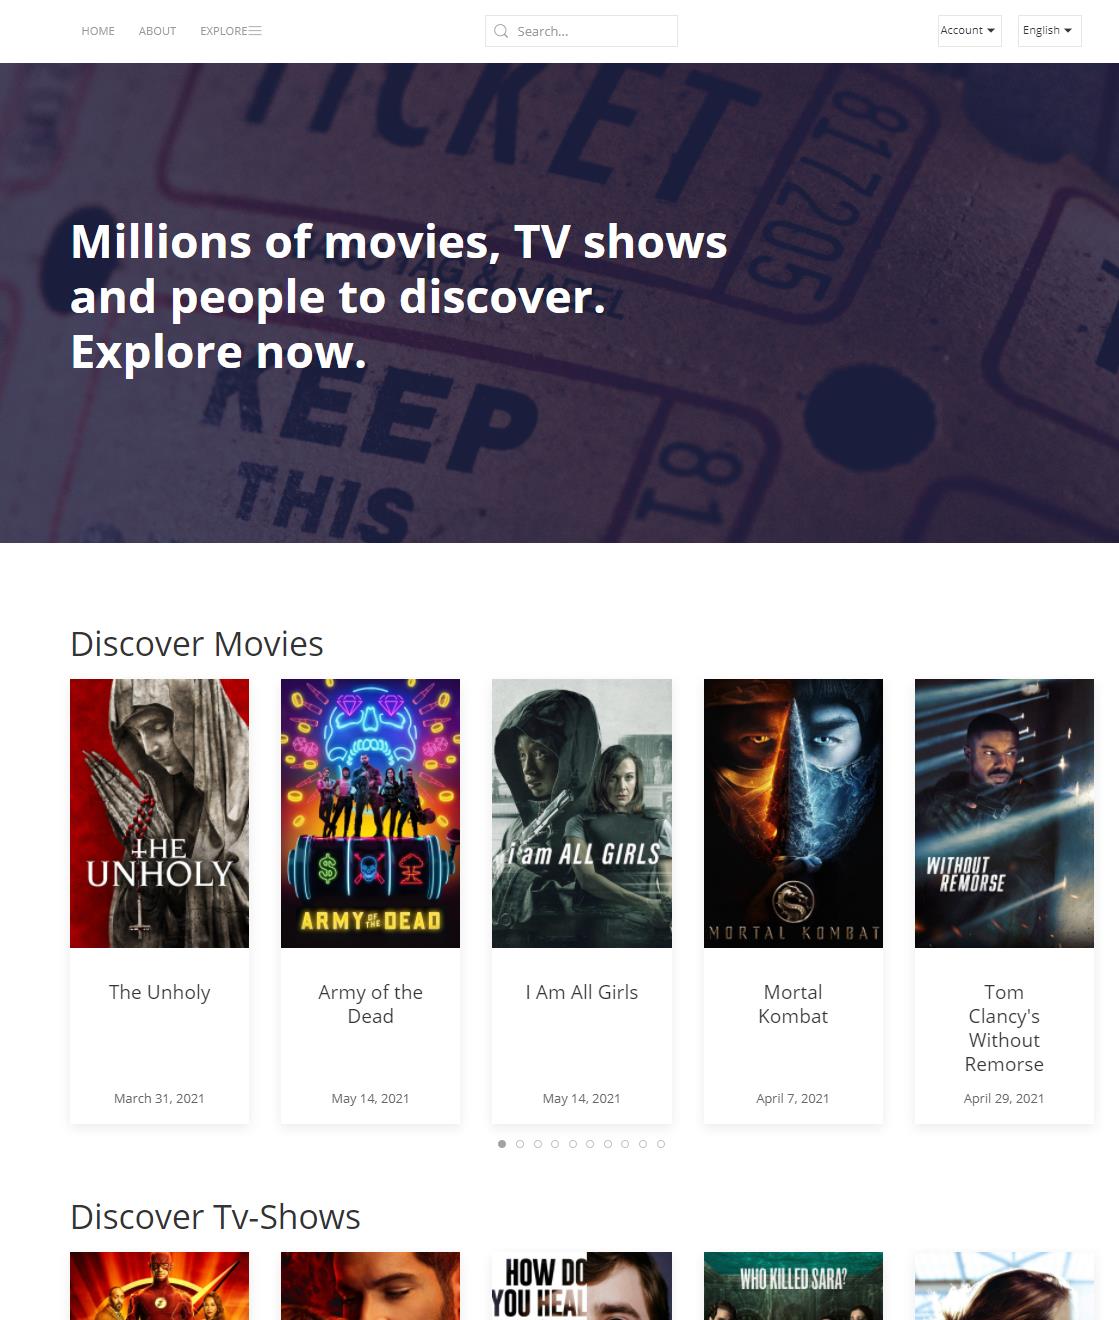 HOME ABOUT EXPLORE Search... Account English
TICKET
817205
Millions of movies, TV shows
and people to discover.
Explore now.
KEEP
81
THIS
Discover Movies
THE
UNHOLY
ARMY OF THE DEAD
i am ALL GIRLS
MORTAL KOMBAT
WITHOUT
REMORSE
The Unholy
March 31, 2021
Army of the
Dead
May 14, 2021
I Am All Girls
May 14, 2021
Mortal
Kombat
April 7, 2021
Tom
Clancy's
Without
Remorse
April 29, 2021
Discover Tv-Shows
HOW DO
YOU HEAL
WHO KILLED SARA?